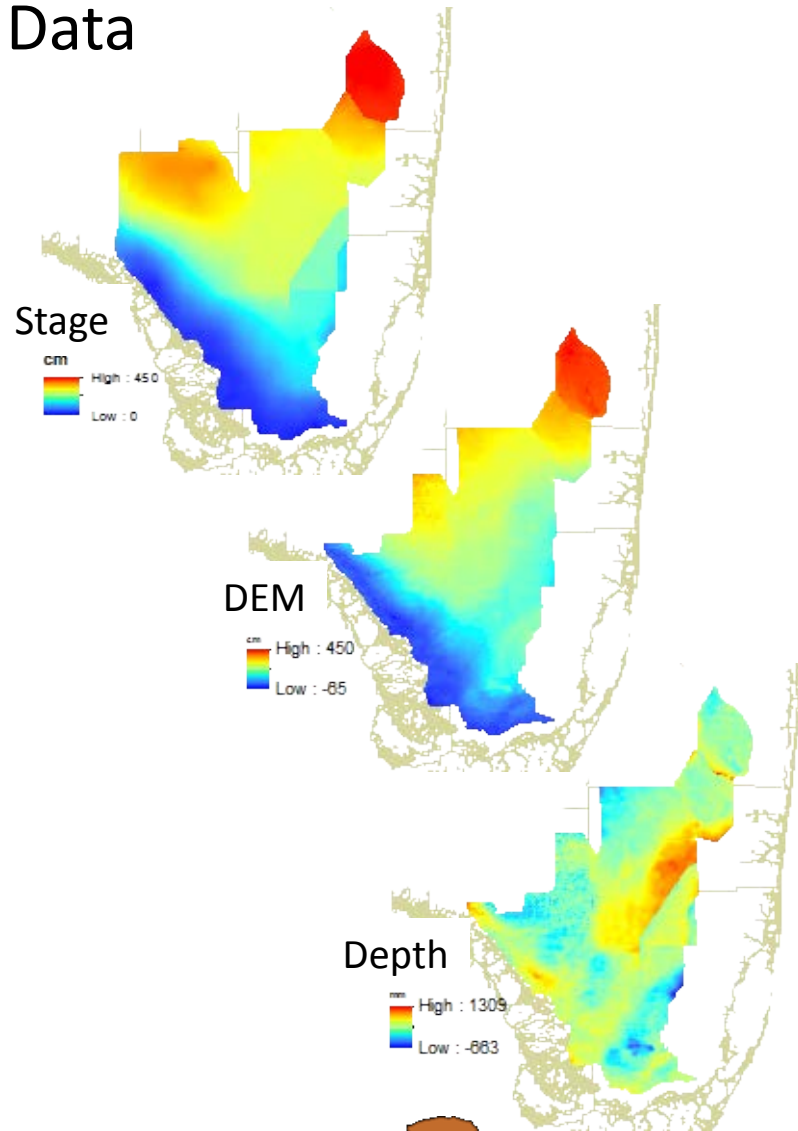 Data
Stage
cm
High : 450
Low : 0
DEM
cm
High : 450
Low : -65
Depth
mm
High : 1309
Low : -663